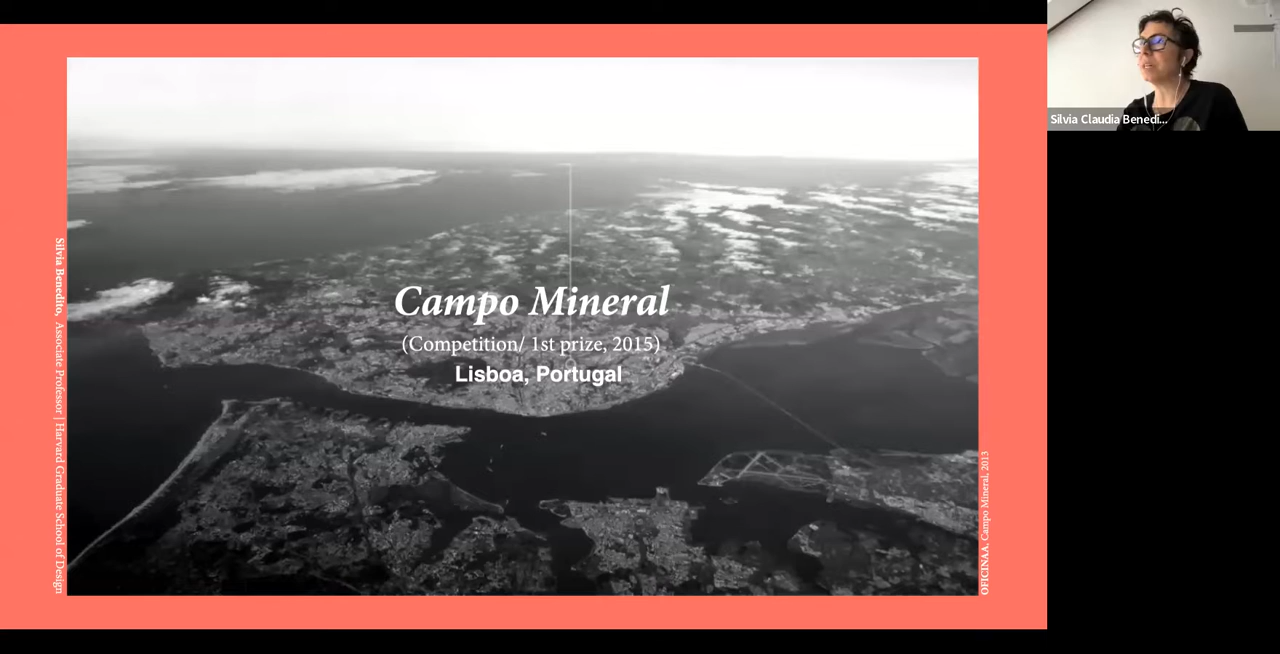 Campo Mineral
(Competition/ 1st prize, 2015)
Lisboa, Portugal
Silvia Benedito, Associate Professor | Harvard Graduate School of Design
OFICINAA, Campo Mineral, 2013
Silvia Claudia Benedi...